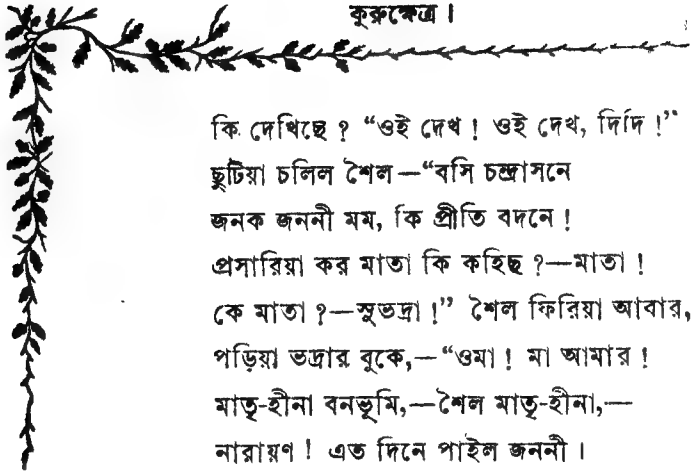 কুরুক্ষেত্র।
কি দেখিছে ? “ওই দেখ ! ওই দেখ, দিদি !”
ছুটিয়া চলিল শৈল—“বসি চন্দ্রাসনে
জনক জননী মম, কি প্রীতি বদনে !
প্রসারিয়া কর মাতা কি কহিছ ?—মাতা !
কে মাতা ?—সুভদ্রা !” শৈল ফিরিয়া আবার,
পড়িয়া ভদ্রার বুকে,—“ওমা ! মা আমার !
মাতৃ-হীনা বনভূমি,—শৈল মাতৃ-হীনা,—
নারায়ণ ! এত দিনে পাইল জননী ।